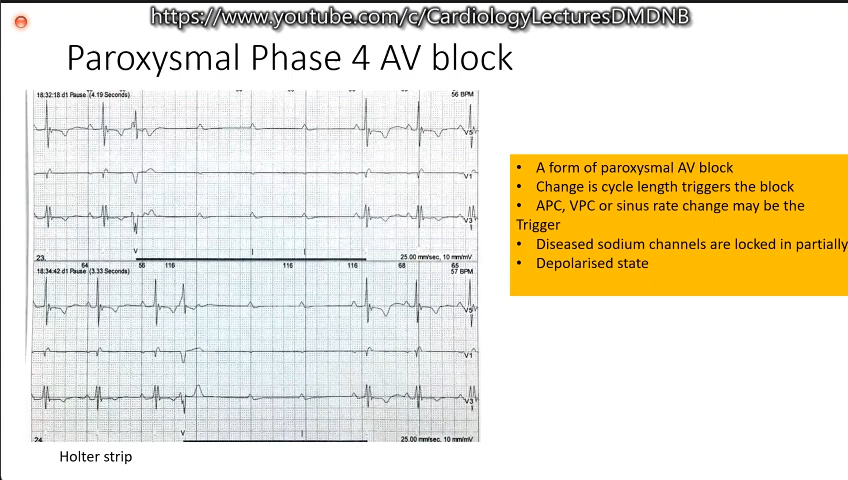 https://www.youtube.com/c/CardiologyLecturesDMDNB
Paroxysmal Phase 4 AV block
18:32:18 d1 Pause (4.19 Seconds)
56 BPM
V5
V1
V3
V
23.
25.00 mm/sec, 10 mm/mV
64 56 116 116 116 68 65
18:34:42 d1 Pause (3.33 Seconds)
57 BPM
V5
V1
V3
V
24.
25.00 mm/sec, 10 mm/mV
Holter strip
• A form of paroxysmal AV block
• Change is cycle length triggers the block
• APC, VPC or sinus rate change may be the
Trigger
• Diseased sodium channels are locked in partially
• Depolarised state